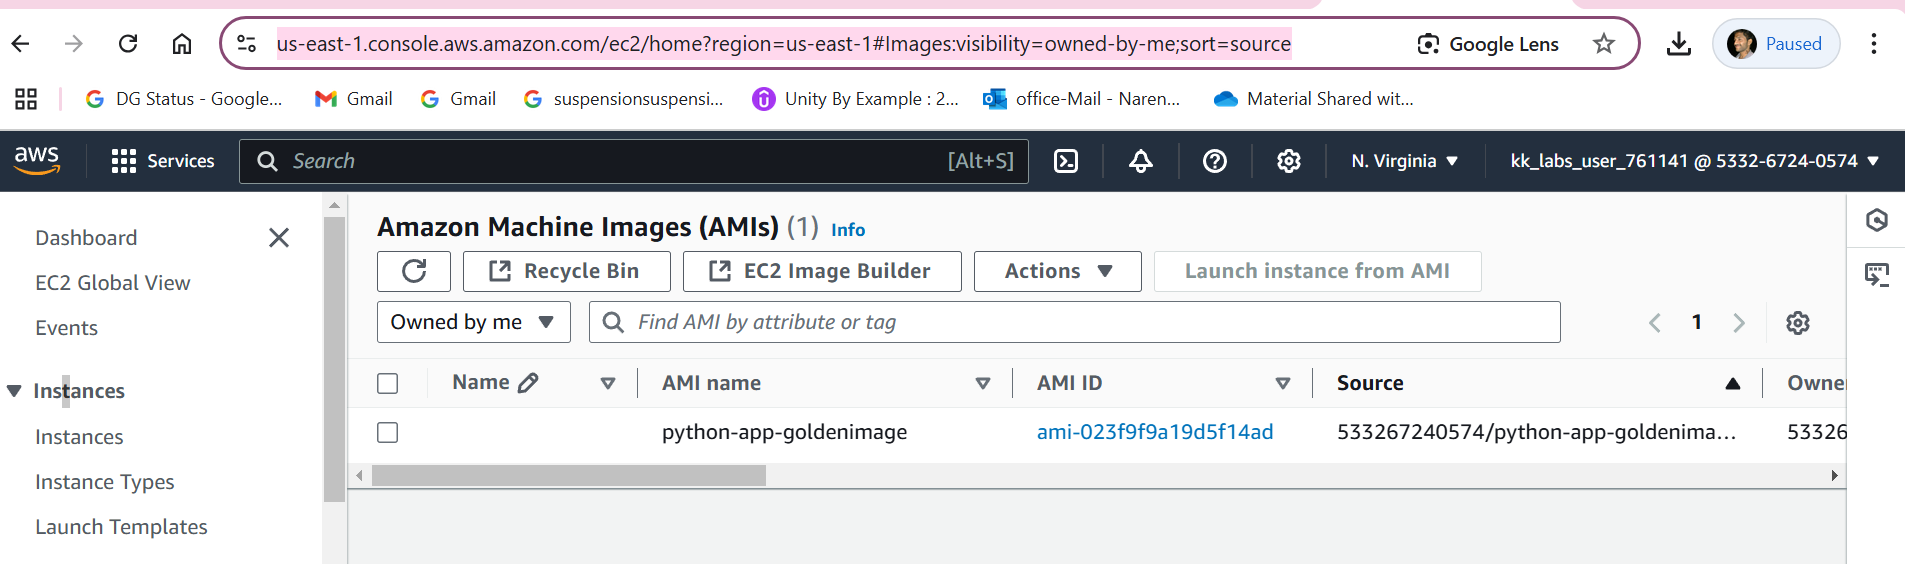 us-east-1.console.aws.amazon.com/ec2/home?region=us-east-1#Images:visibility=owned-by-me;sort=source Google Lens Paused
DG Status - Google... Gmail Gmail suspensionsuspensi... Unity By Example : 2... office-Mail - Naren... Material Shared wit...
aws Services Search [Alt+S] N. Virginia kk_labs_user_761141 @ 5332-6724-0574
Dashboard
EC2 Global View
Events
Instances
Instances
Instance Types
Launch Templates
Amazon Machine Images (AMIs) (1) Info
Recycle Bin EC2 Image Builder Actions Launch instance from AMI
Owned by me Find AMI by attribute or tag 1
Name AMI name AMI ID Source Owne
python-app-goldenimage ami-023f9f9a19d5f14ad 533267240574/python-app-goldenima... 53326